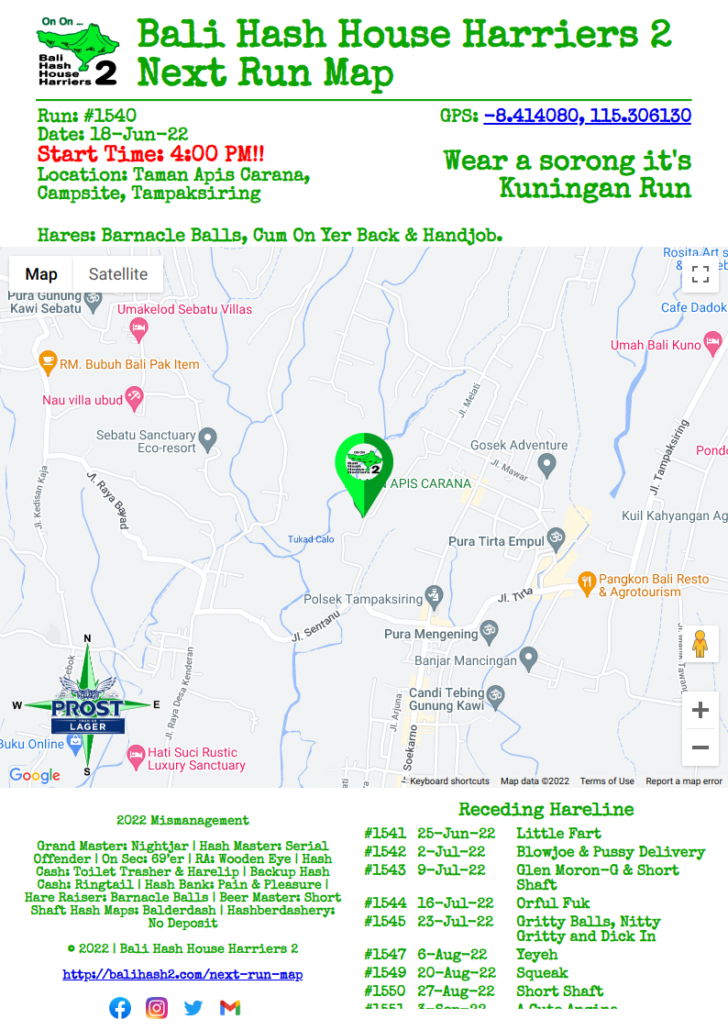 On On ...
Bali
Hash
House
Harriers 2
Bali Hash House Harriers 2
Next Run Map
Run: #1540
Date: 18-Jun-22
Start Time: 4:00 PM!!
Location: Taman Apis Carana,
Campsite, Tampaksiring
GPS: -8.414080, 115.306130
Wear a sorong it's
Kuningan Run
Hares: Barnacle Balls, Cum On Yer Back & Handjob.
Map Satellite
Rosita Art s
Pura Gunung
Kawi Sebatu
Umakelod Sebatu Villas
Cafe Dadok
RM. Bubuh Bali Pak Item
Umah Bali Kuno
Nau villa ubud
Jl. Melati
Sebatu Sanctuary
Eco-resort
Gosek Adventure
Jl. Tampaksiring
Pondo
Jl. Kedisan Kaja
Jl. Raya Bayad
ON ON
2
APIS CARANA
Jl. Mawar
Kuil Kahyangan Ag
Tukad Calo
Pura Tirta Empul
Pangkon Bali Resto
& Agrotourism
Polsek Tampaksiring
Jl. Tirta
Jl. Sentanu
Pura Mengening
Banjar Mancingan
Candi Tebing
Gunung Kawi
Jl. Raya Desa Kenderan
Jl. Arjuna
Soekarno
N
W
E
S
PROST
LAGER
Cebok
Buku Online
Hati Suci Rustic
Luxury Sanctuary
Google
Keyboard shortcuts Map data ©2022 Terms of Use Report a map error
2022 Mismanagement
Grand Master: Nightjar | Hash Master: Serial
Offender | On Sec: 69'er | RA: Wooden Eye | Hash
Cash: Toilet Trasher & Harelip | Backup Hash
Cash: Ringtail | Hash Bank: Pain & Pleasure |
Hare Raiser: Barnacle Balls | Beer Master: Short
Shaft Hash Maps: Balderdash | Hashberdashery:
No Deposit
© 2022 | Bali Hash House Harriers 2
http://balihash2.com/next-run-map
Receding Hareline
#1541 25-Jun-22 Little Fart
#1542 2-Jul-22 Blowjoe & Pussy Delivery
#1543 9-Jul-22 Glen Moron-G & Short
Shaft
#1544 16-Jul-22 Orful Fuk
#1545 23-Jul-22 Gritty Balls, Nitty
Gritty and Dick In
#1547 6-Aug-22 Yeyeh
#1549 20-Aug-22 Squeak
#1550 27-Aug-22 Short Shaft
#1551 3-Sep-22 A Cute Angine